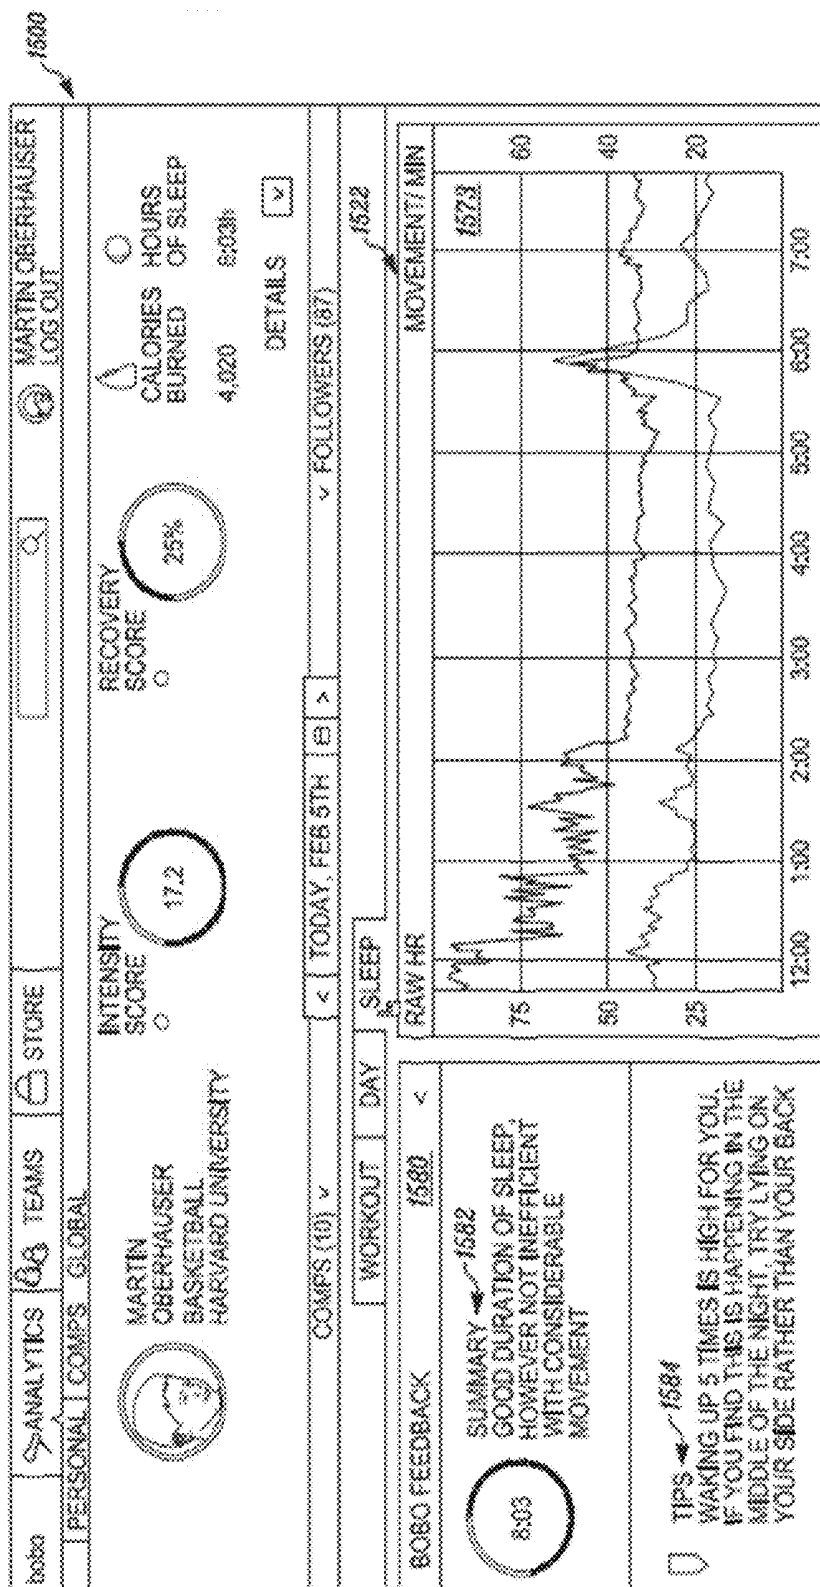 1500
bobo ANALYTICS TEAMS STORE MARTIN OBERHAUSER
LOG OUT
PERSONAL | COMPS GLOBAL
MARTIN
OBERHAUSER
BASKETBALL
HARVARD UNIVERSITY
INTENSITY
SCORE
17.2
RECOVERY
SCORE
25%
CALORIES
BURNED
4,020
HOURS
OF SLEEP
8:03h
DETAILS v
COMPS (10) v < TODAY, FEB 5TH > v FOLLOWERS (87)
WORKOUT DAY SLEEP
1522
BOBO FEEDBACK 1580 <
8:03
SUMMARY 1582
GOOD DURATION OF SLEEP,
HOWEVER NOT INEFFICIENT
WITH CONSIDERABLE
MOVEMENT
TIPS 1584
WAKING UP 5 TIMES IS HIGH FOR YOU.
IF YOU FIND THIS IS HAPPENING IN THE
MIDDLE OF THE NIGHT, TRY LYING ON
YOUR SIDE RATHER THAN YOUR BACK
RAW HR MOVEMENT/ MIN
1573
75 60
50 40
25 20
12:00 1:00 2:00 3:00 4:00 5:00 6:00 7:00